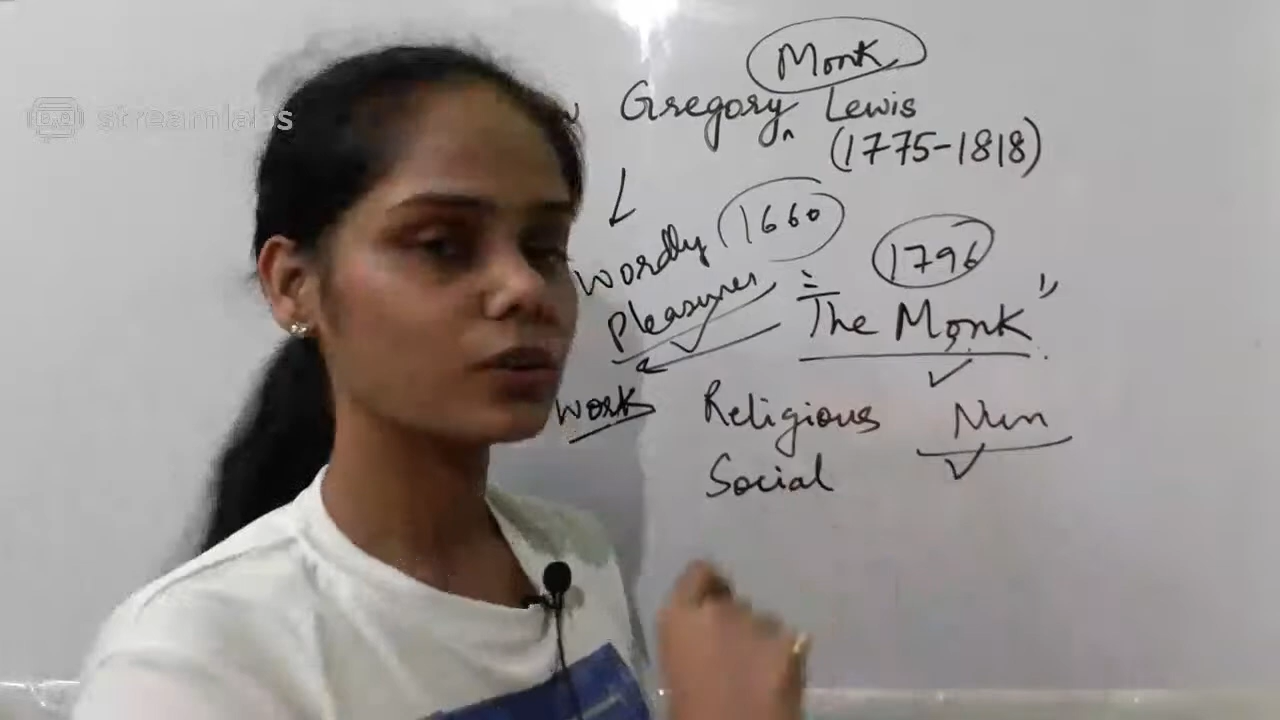 streamlabs
Monk
Gregory Lewis
(1775-1818)
Wordly 1660
Pleasures
1796
The Monk"
Work
Religious Nun
Social